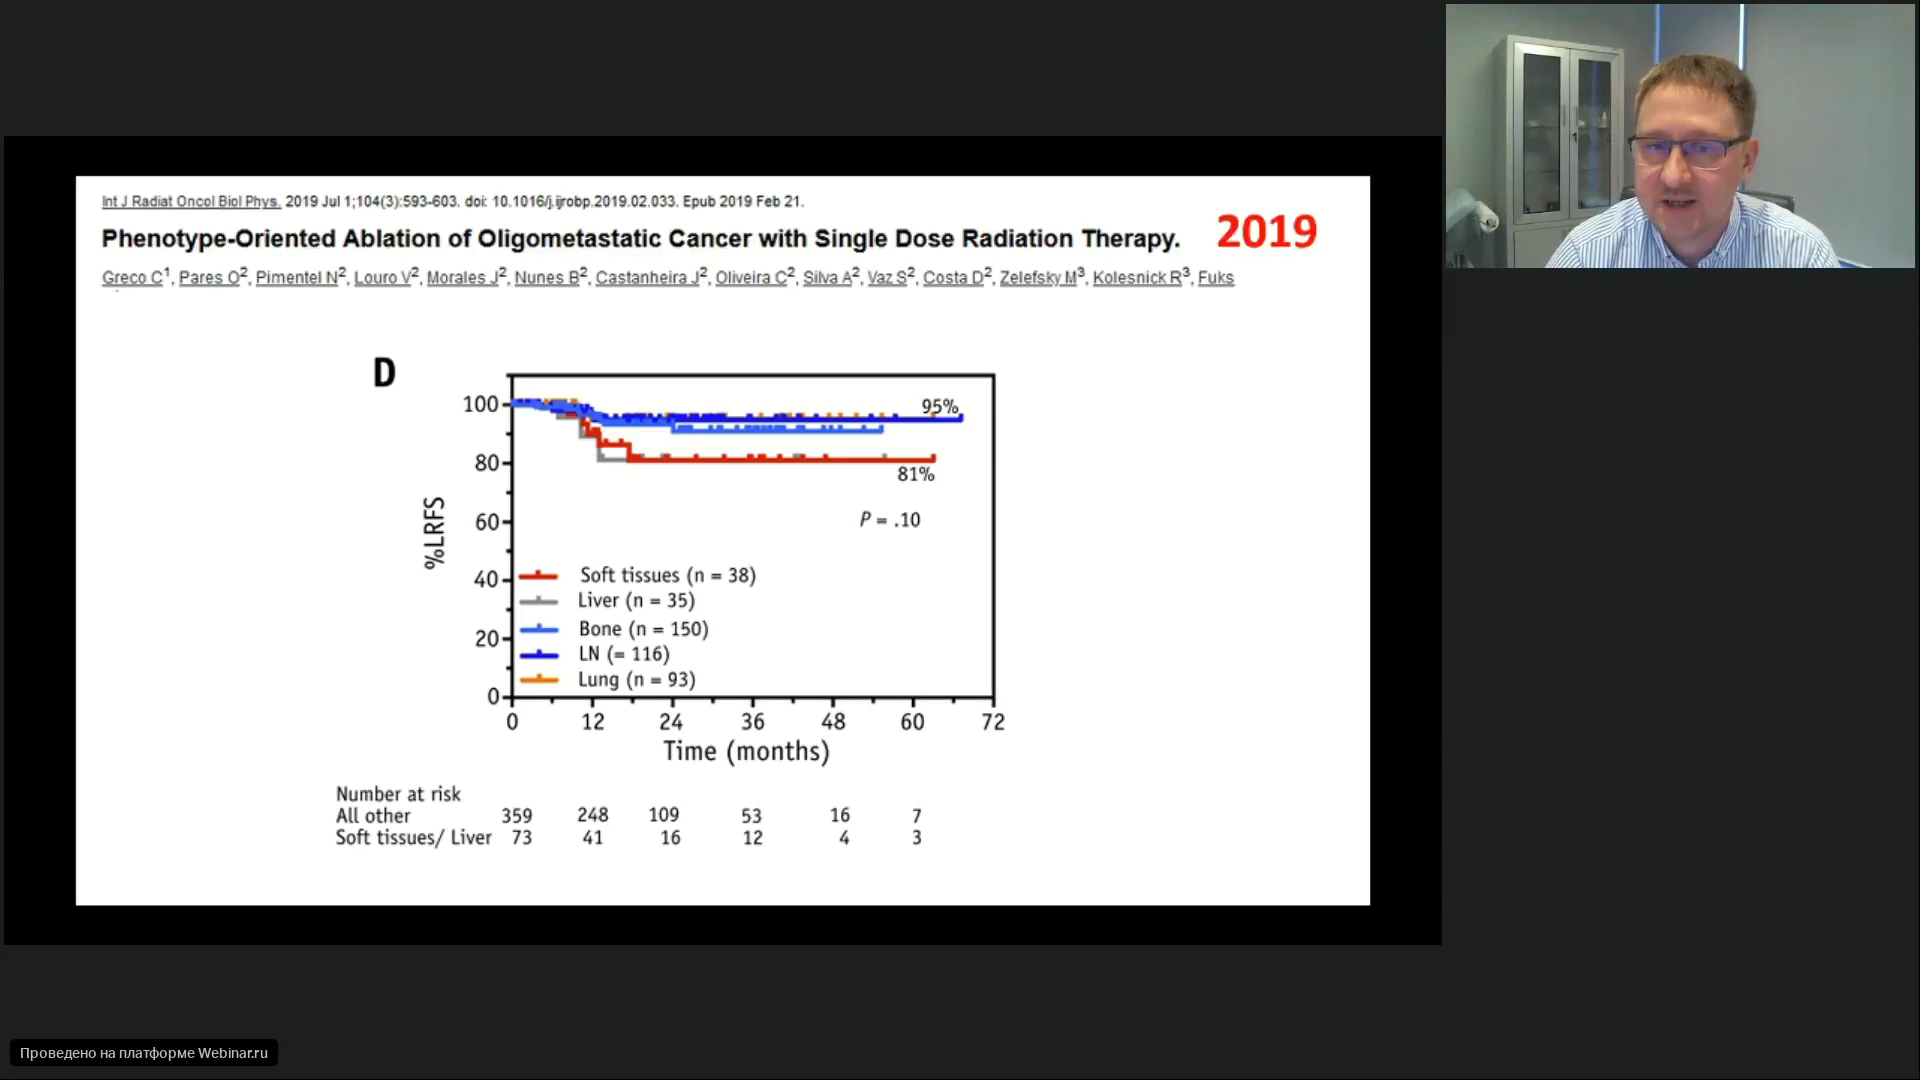 Int J Radiat Oncol Biol Phys. 2019 Jul 1;104(3):593-603. doi: 10.1016/j.ijrobp.2019.02.033. Epub 2019 Feb 21.
Phenotype-Oriented Ablation of Oligometastatic Cancer with Single Dose Radiation Therapy.
2019
Greco C1, Pares O2, Pimentel N2, Louro V2, Morales J2, Nunes B2, Castanheira J2, Oliveira C2, Silva A2, Vaz S2, Costa D2, Zelefsky M3, Kolesnick R3, Fuks
D
100
80
60
40
20
0
%LRFS
95%
81%
P = .10
Soft tissues (n = 38)
Liver (n = 35)
Bone (n = 150)
LN (= 116)
Lung (n = 93)
0 12 24 36 48 60 72
Time (months)
Number at risk
All other 359 248 109 53 16 7
Soft tissues/ Liver 73 41 16 12 4 3
Проведено на платформе Webinar.ru